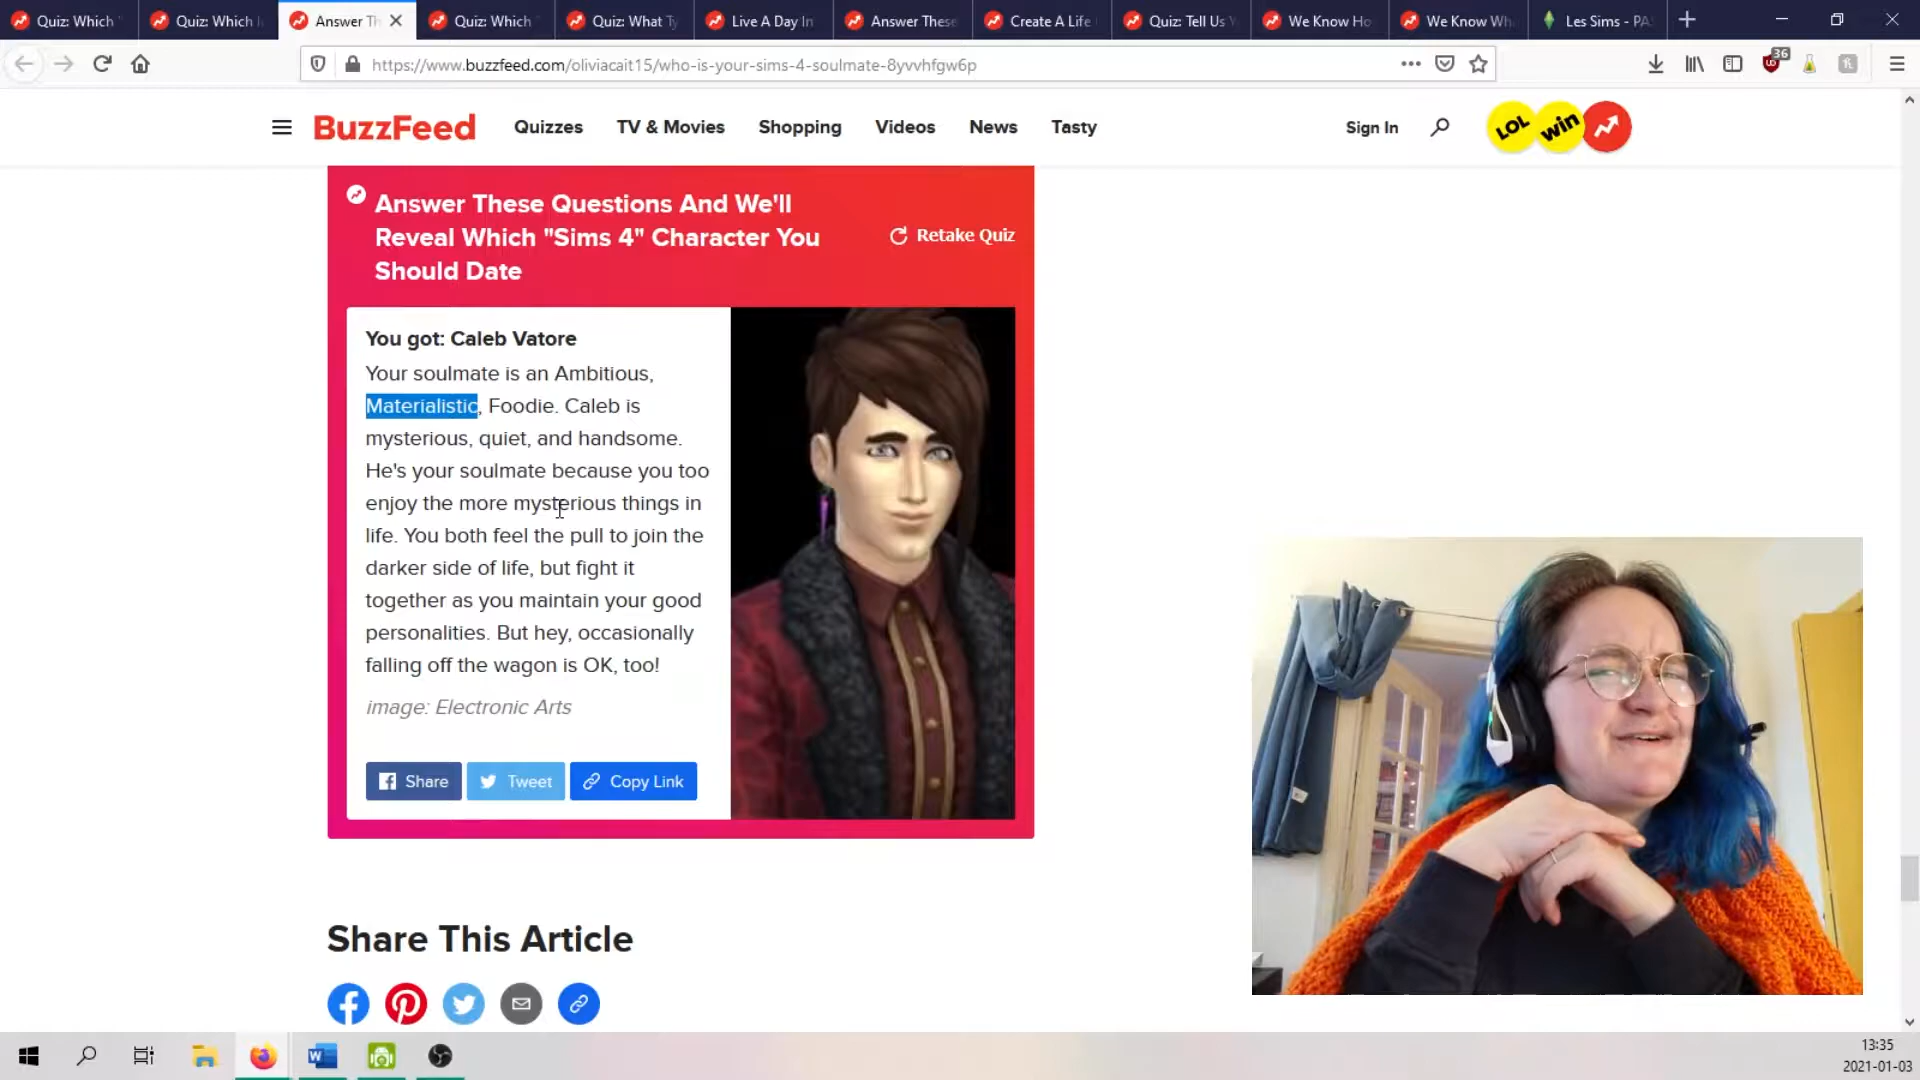 Quiz: Which "
Quiz: Which I
Answer Th
Quiz: Which "
Quiz: What Ty
Live A Day In
Answer These
Create A Life
Quiz: Tell Us Y
We Know Ho
We Know Wh
Les Sims - PA
https://www.buzzfeed.com/oliviacait15/who-is-your-sims-4-soulmate-8yvvhfgw6p
36
BuzzFeed
Quizzes
TV & Movies
Shopping
Videos
News
Tasty
Sign In
LOL
win
Answer These Questions And We'll
Reveal Which "Sims 4" Character You
Should Date
Retake Quiz
You got: Caleb Vatore
Your soulmate is an Ambitious,
Materialistic, Foodie. Caleb is
mysterious, quiet, and handsome.
He's your soulmate because you too
enjoy the more mysterious things in
life. You both feel the pull to join the
darker side of life, but fight it
together as you maintain your good
personalities. But hey, occasionally
falling off the wagon is OK, too!
image: Electronic Arts
Share
Tweet
Copy Link
Share This Article
13:35
2021-01-03